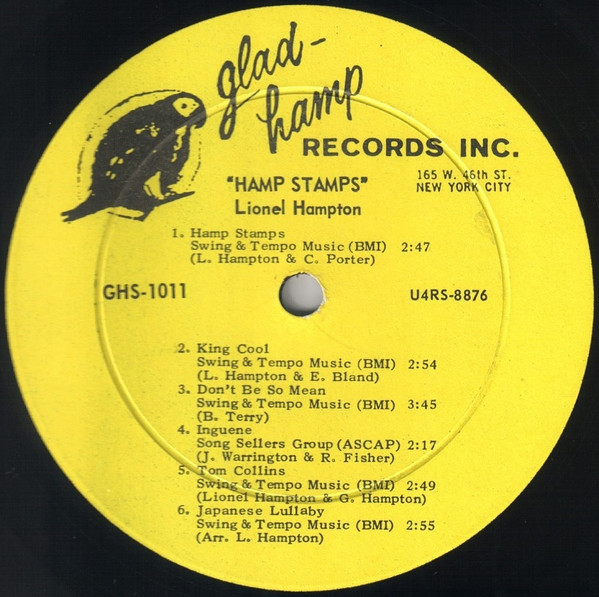 glad-
hamp
RECORDS INC.
165 W. 46th ST.
NEW YORK CITY
"HAMP STAMPS"
Lionel Hampton
1. Hamp Stamps
Swing & Tempo Music (BMI) 2:47
(L. Hampton & C. Porter)
GHS-1011
U4RS-8876
2. King Cool
Swing & Tempo Music (BMI) 2:54
(L. Hampton & E. Bland)
3. Don't Be So Mean
Swing & Tempo Music (BMI) 3:45
(B. Terry)
4. Inguene
Song Sellers Group (ASCAP) 2:17
(J. Warrington & R. Fisher)
5. Tom Collins
Swing & Tempo Music (BMI) 2:49
(Lionel Hampton & G. Hampton)
6. Japanese Lullaby
Swing & Tempo Music (BMI) 2:55
(Arr. L. Hampton)